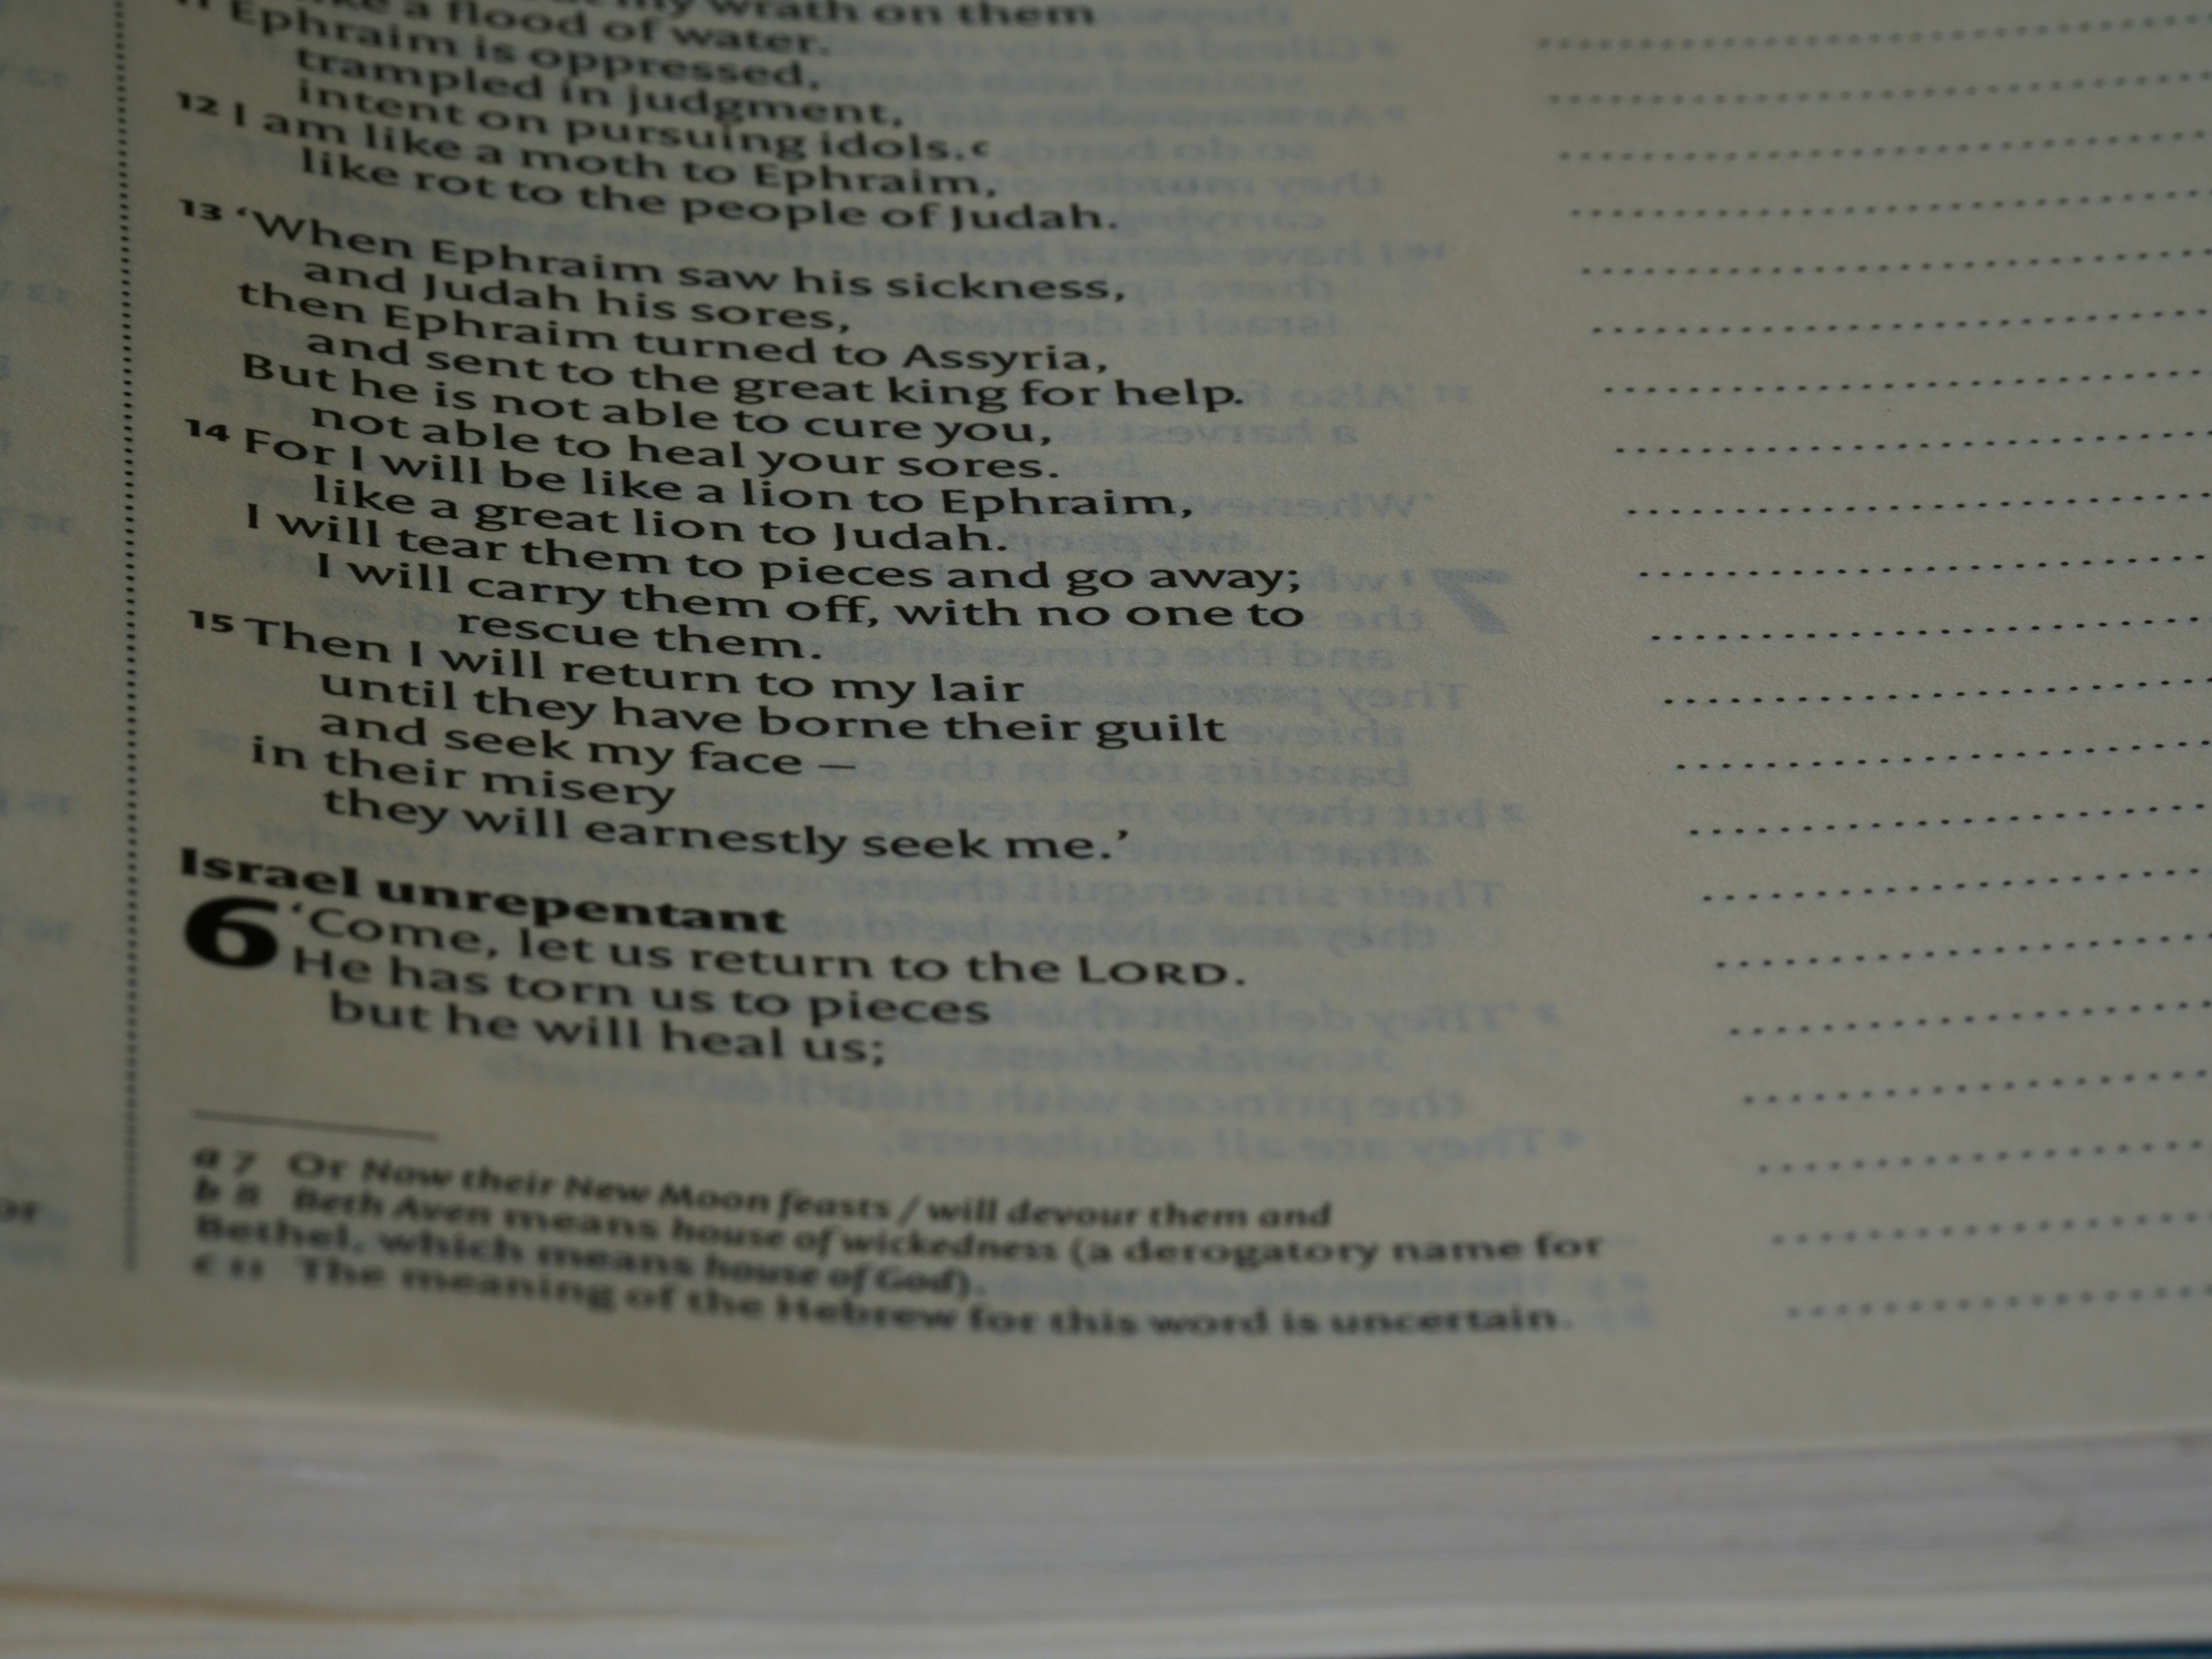 my wrath on them
like a flood of water.
11 Ephraim is oppressed,
trampled in judgment,
intent on pursuing idols.c
12 I am like a moth to Ephraim,
like rot to the people of Judah.
13 ‘When Ephraim saw his sickness,
and Judah his sores,
then Ephraim turned to Assyria,
and sent to the great king for help.
But he is not able to cure you,
not able to heal your sores.
14 For I will be like a lion to Ephraim,
like a great lion to Judah.
I will tear them to pieces and go away;
I will carry them off, with no one to
rescue them.
15 Then I will return to my lair
until they have borne their guilt
and seek my face –
in their misery
they will earnestly seek me.’
Israel unrepentant
6 ‘Come, let us return to the LORD.
He has torn us to pieces
but he will heal us;
a 7 Or Now their New Moon feasts / will devour them and
b 8 Beth Aven means house of wickedness (a derogatory name for
Bethel, which means house of God).
c 11 The meaning of the Hebrew for this word is uncertain.